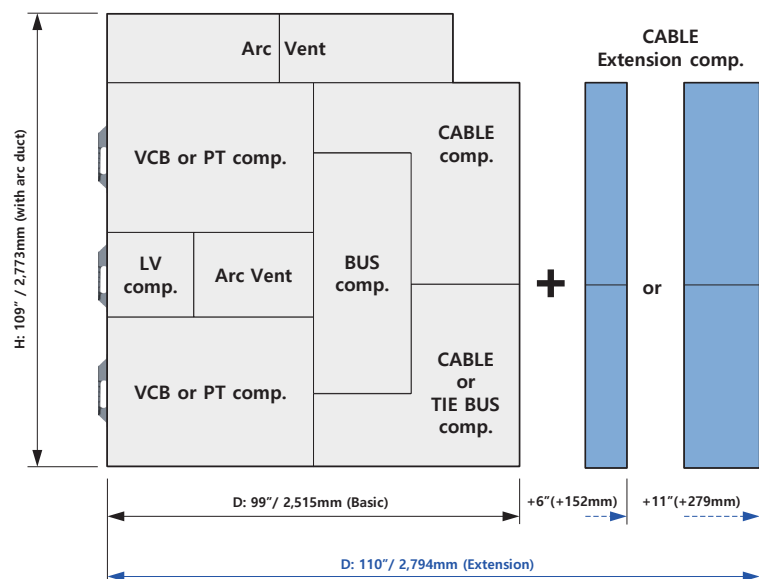 Arc Vent
CABLE
Extension comp.
VCB or PT comp.
CABLE
comp.
LV
comp.
Arc Vent
BUS
comp.
or
VCB or PT comp.
CABLE
or
TIE BUS
comp.
H: 109″ / 2,773mm (with arc duct)
D: 99″/ 2,515mm (Basic)
+6″(+152mm)
+11″(+279mm)
D: 110″/ 2,794mm (Extension)